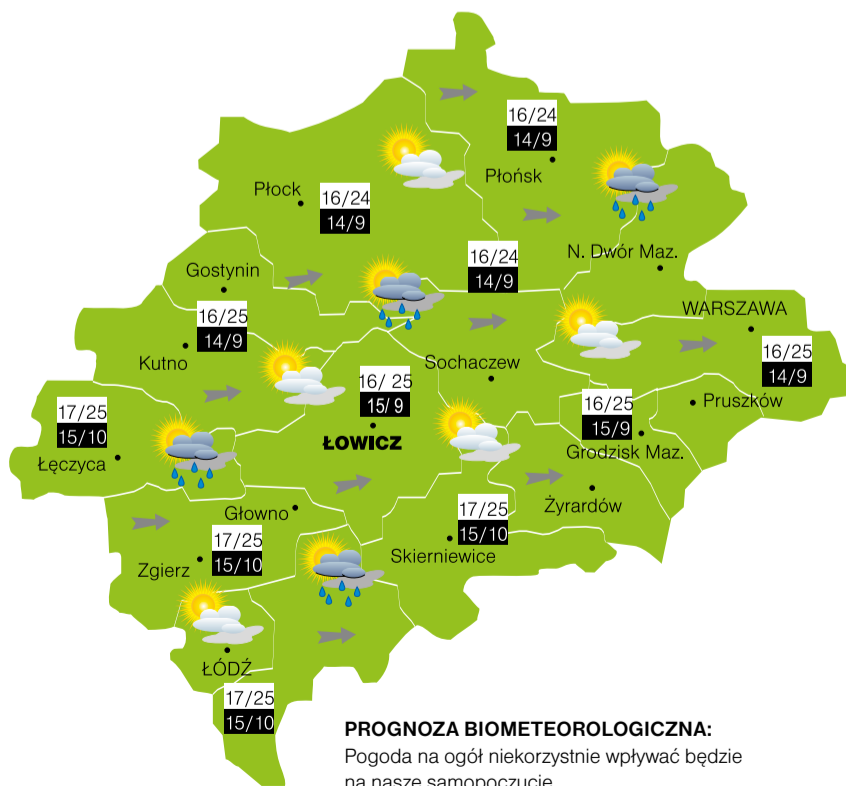 16/24
14/9
Płońsk
Płock
16/24
14/9
16/24
14/9
N. Dwór Maz.
Gostynin
16/25
14/9
Kutno
WARSZAWA
16/25
14/9
Sochaczew
16/ 25
15/ 9
ŁOWICZ
Pruszków
16/25
15/9
Grodzisk Maz.
17/25
15/10
Łęczyca
Żyrardów
Głowno
17/25
15/10
Skierniewice
17/25
15/10
Zgierz
ŁÓDŹ
17/25
15/10
PROGNOZA BIOMETEOROLOGICZNA:
Pogoda na ogół niekorzystnie wpływać będzie
na nasze samopoczucie